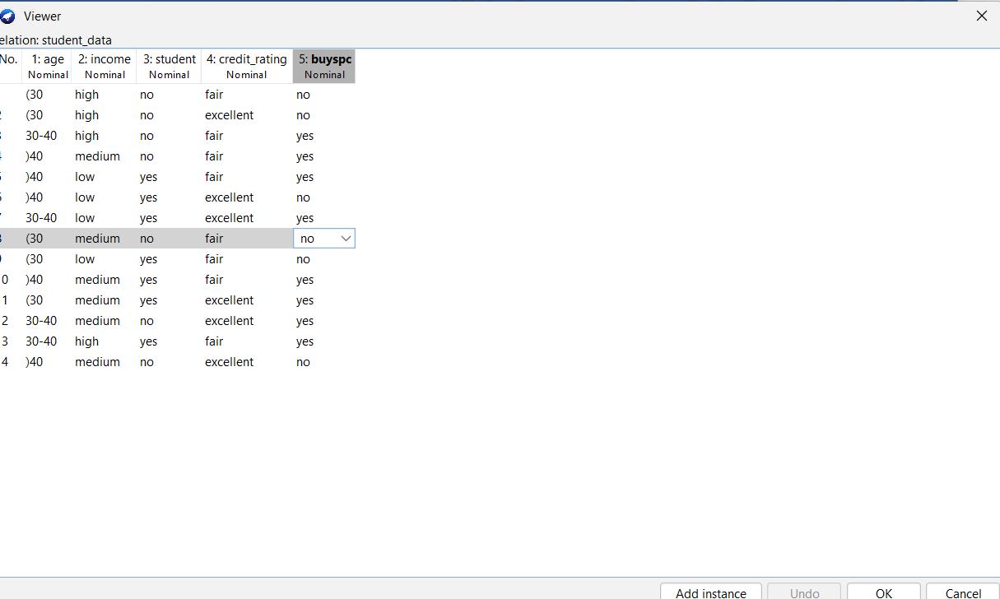 Viewer
elation: student_data
No. 1: age 2: income 3: student 4: credit_rating 5: buyspc
Nominal Nominal Nominal Nominal Nominal
(30 high no fair no
2 (30 high no excellent no
3 30-40 high no fair yes
4 )40 medium no fair yes
5 )40 low yes fair yes
6 )40 low yes excellent no
7 30-40 low yes excellent yes
8 (30 medium no fair no
9 (30 low yes fair no
0 )40 medium yes fair yes
1 (30 medium yes excellent yes
2 30-40 medium no excellent yes
3 30-40 high yes fair yes
4 )40 medium no excellent no
Add instance Undo OK Cancel